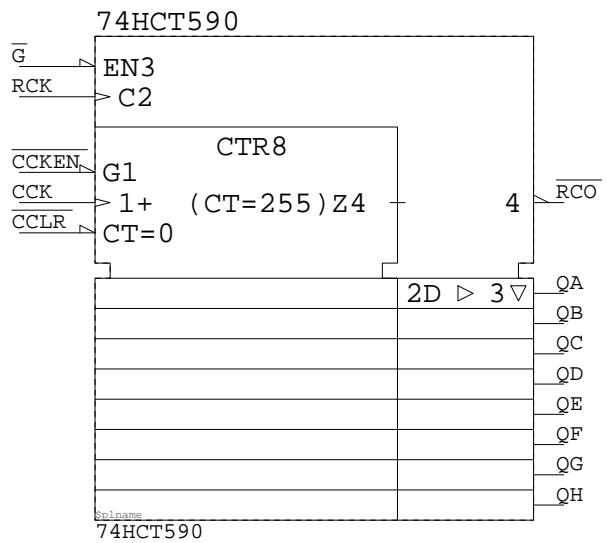 74HCT590
G
EN3
RCK
C2
CTR8
CCKEN
G1
CCK
1+ (CT=255)Z4
4
RCO
CCLR
CT=0
2D ▷ 3▽
QA
QB
QC
QD
QE
QF
QG
QH
$plname
74HCT590